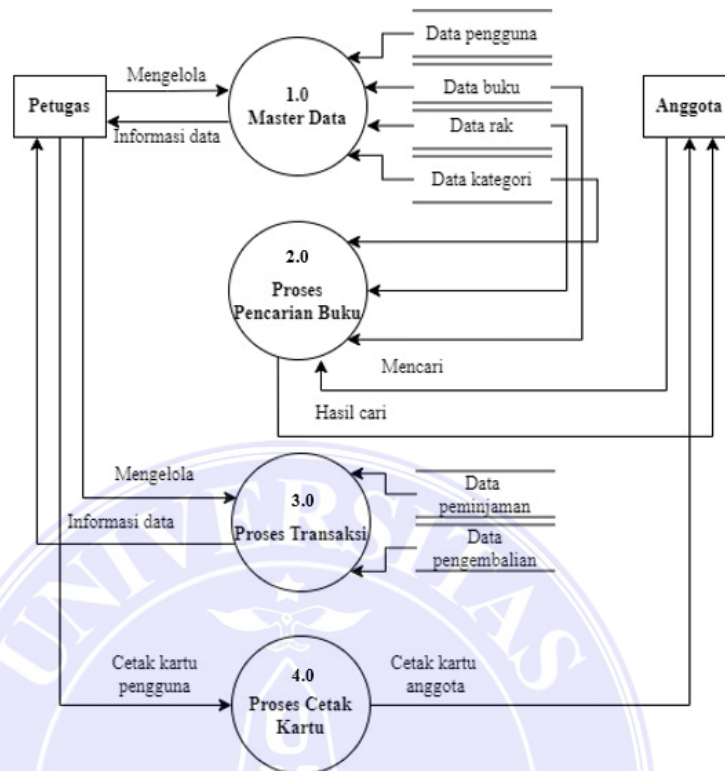 Petugas
Mengelola
Informasi data
1.0
Master Data
Data pengguna
Data buku
Data rak
Data kategori
Anggota
2.0
Proses
Pencarian Buku
Mencari
Hasil cari
Mengelola
Informasi data
3.0
Proses Transaksi
Data
peminjaman
Data
pengembalian
UNIVERSITAS
Cetak kartu
pengguna
4.0
Proses Cetak
Kartu
Cetak kartu
anggota